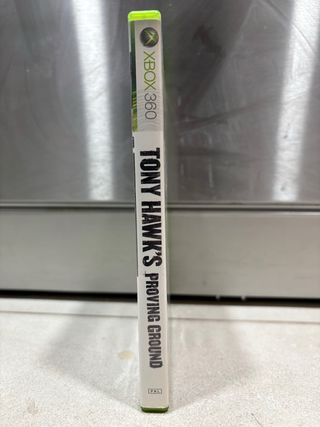 XBOX 360
TONY HAWK'S PROVING GROUND
PAL